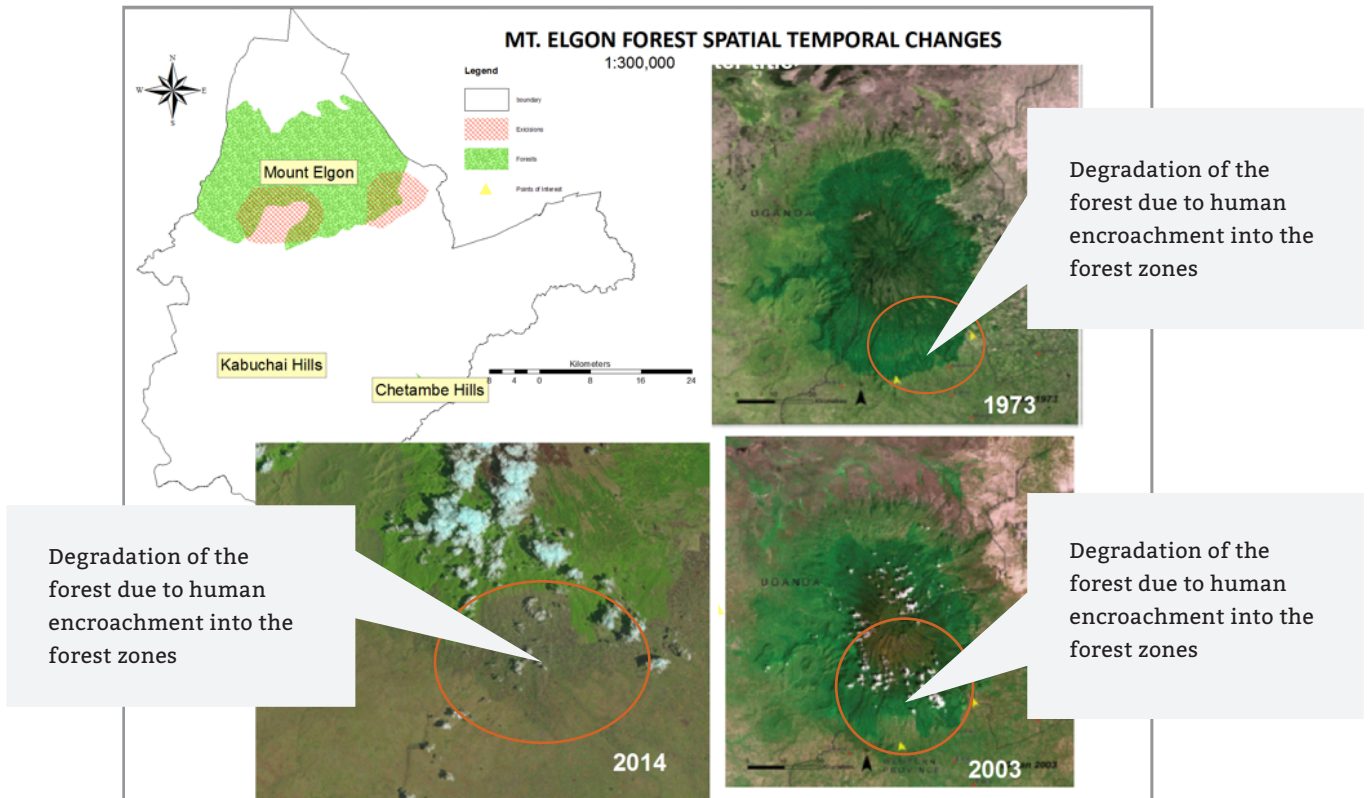 MT. ELGON FOREST SPATIAL TEMPORAL CHANGES
1:300,000
N
W
E
S
Legend
boundary
Excisions
Forests
Points of Interest
Mount Elgon
Kabuchai Hills
Chetambe Hills
Kilometers
8 4 0 8 16 24
UGANDA
1973
Degradation of the
forest due to human
encroachment into the
forest zones
2014
Degradation of the
forest due to human
encroachment into the
forest zones
UGANDA
WESTERN
PROVINCE
2003
2003
Degradation of the
forest due to human
encroachment into the
forest zones